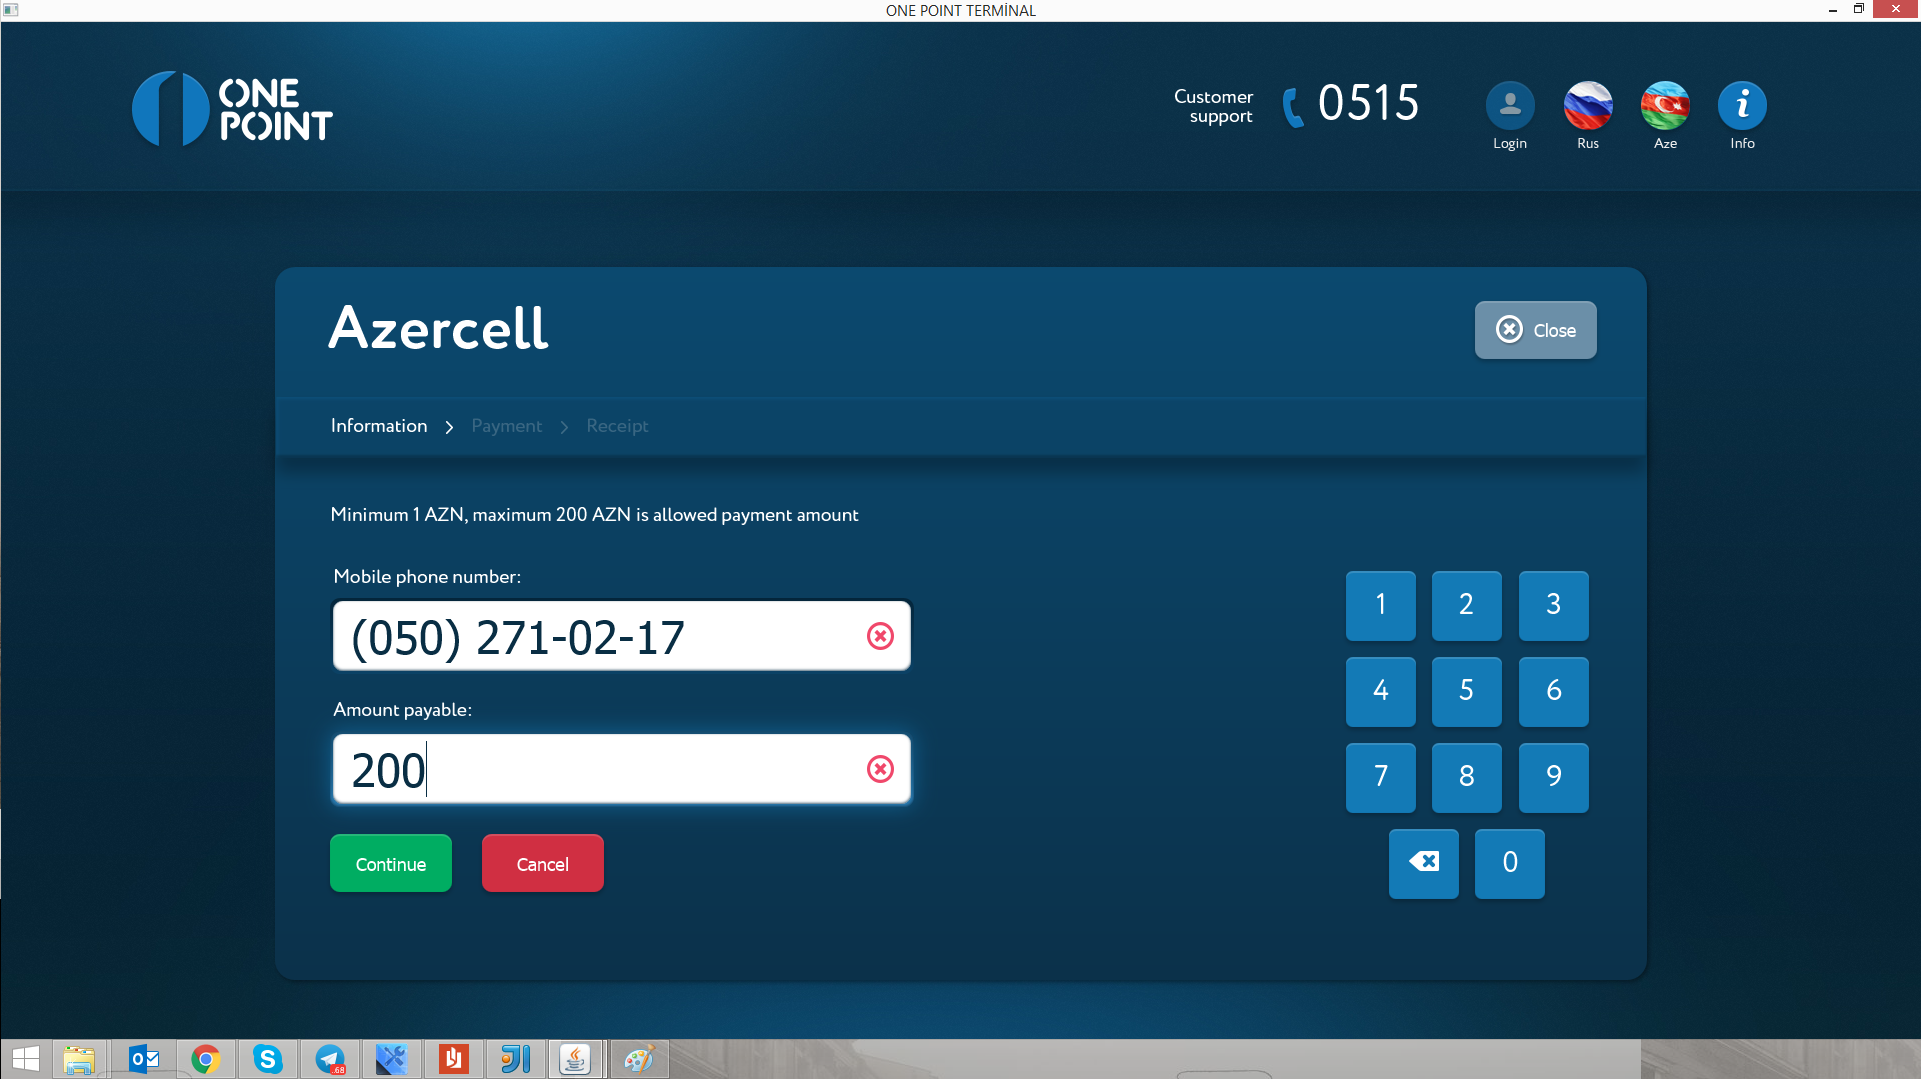 ONE POINT TERMİNAL
ONE
POINT
Customer
support
0515
Login
Rus
Aze
Info
Azercell
Close
Information
Payment
Receipt
Minimum 1 AZN, maximum 200 AZN is allowed payment amount
Mobile phone number:
(050) 271-02-17
Amount payable:
200
Continue
Cancel
1 2 3
4 5 6
7 8 9
0
.68